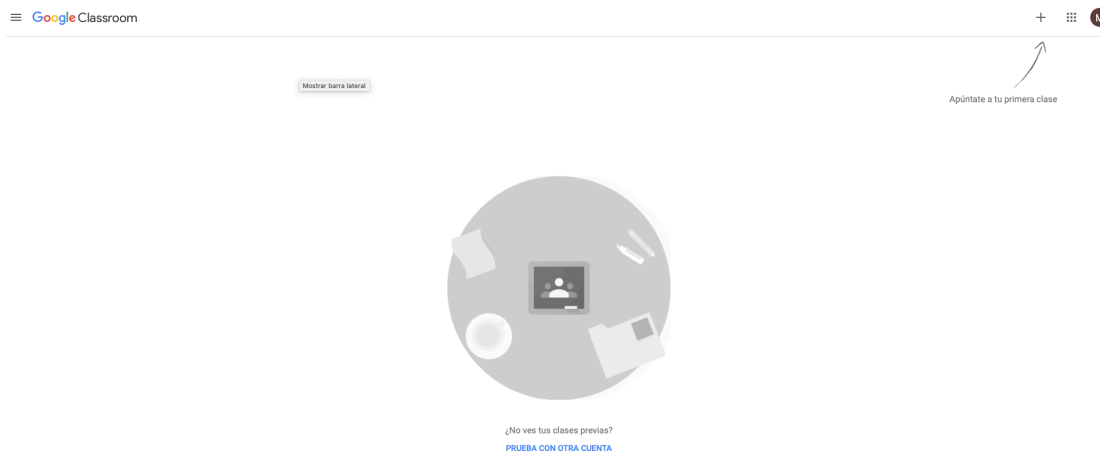 Google Classroom
Mostrar barra lateral
Apúntate a tu primera clase
¿No ves tus clases previas?
PRUEBA CON OTRA CUENTA